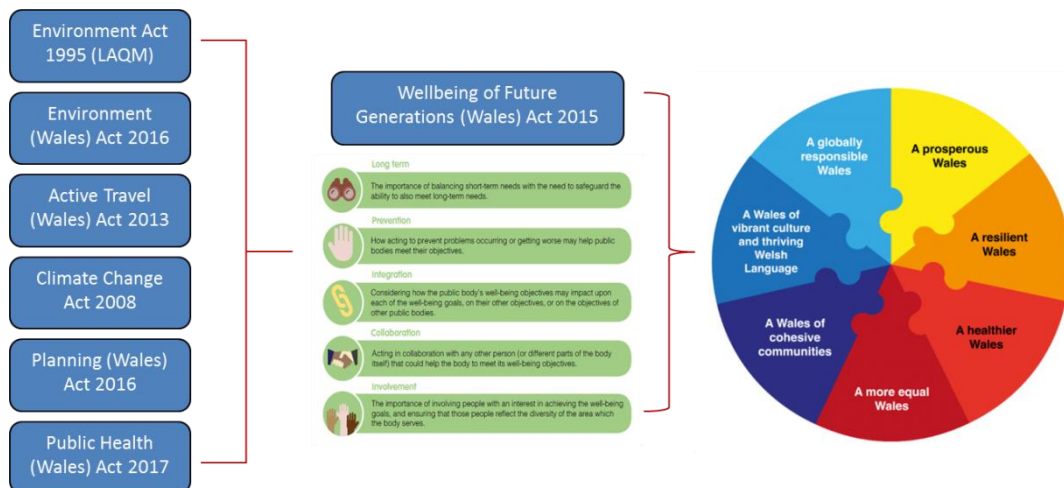 Environment Act
1995 (LAQM)
Environment
(Wales) Act 2016
Active Travel
(Wales) Act 2013
Climate Change
Act 2008
Planning (Wales)
Act 2016
Public Health
(Wales) Act 2017
Wellbeing of Future
Generations (Wales) Act 2015
Long term
The importance of balancing short-term needs with the need to safeguard the
ability to also meet long-term needs.
Prevention
How acting to prevent problems occurring or getting worse may help public
bodies meet their objectives.
Integration
Considering how the public body's well-being objectives may impact upon
each of the well-being goals, on their other objectives, or on the objectives of
other public bodies.
Collaboration
Acting in collaboration with any other person (or different parts of the body
itself) that could help the body to meet its well-being objectives.
Involvement
The importance of involving people with an interest in achieving the well-being
goals, and ensuring that those people reflect the diversity of the area which
the body serves.
A prosperous
Wales
A resilient
Wales
A healthier
Wales
A more equal
Wales
A Wales of
cohesive
communities
A Wales of
vibrant culture
and thriving
Welsh
Language
A globally
responsible
Wales